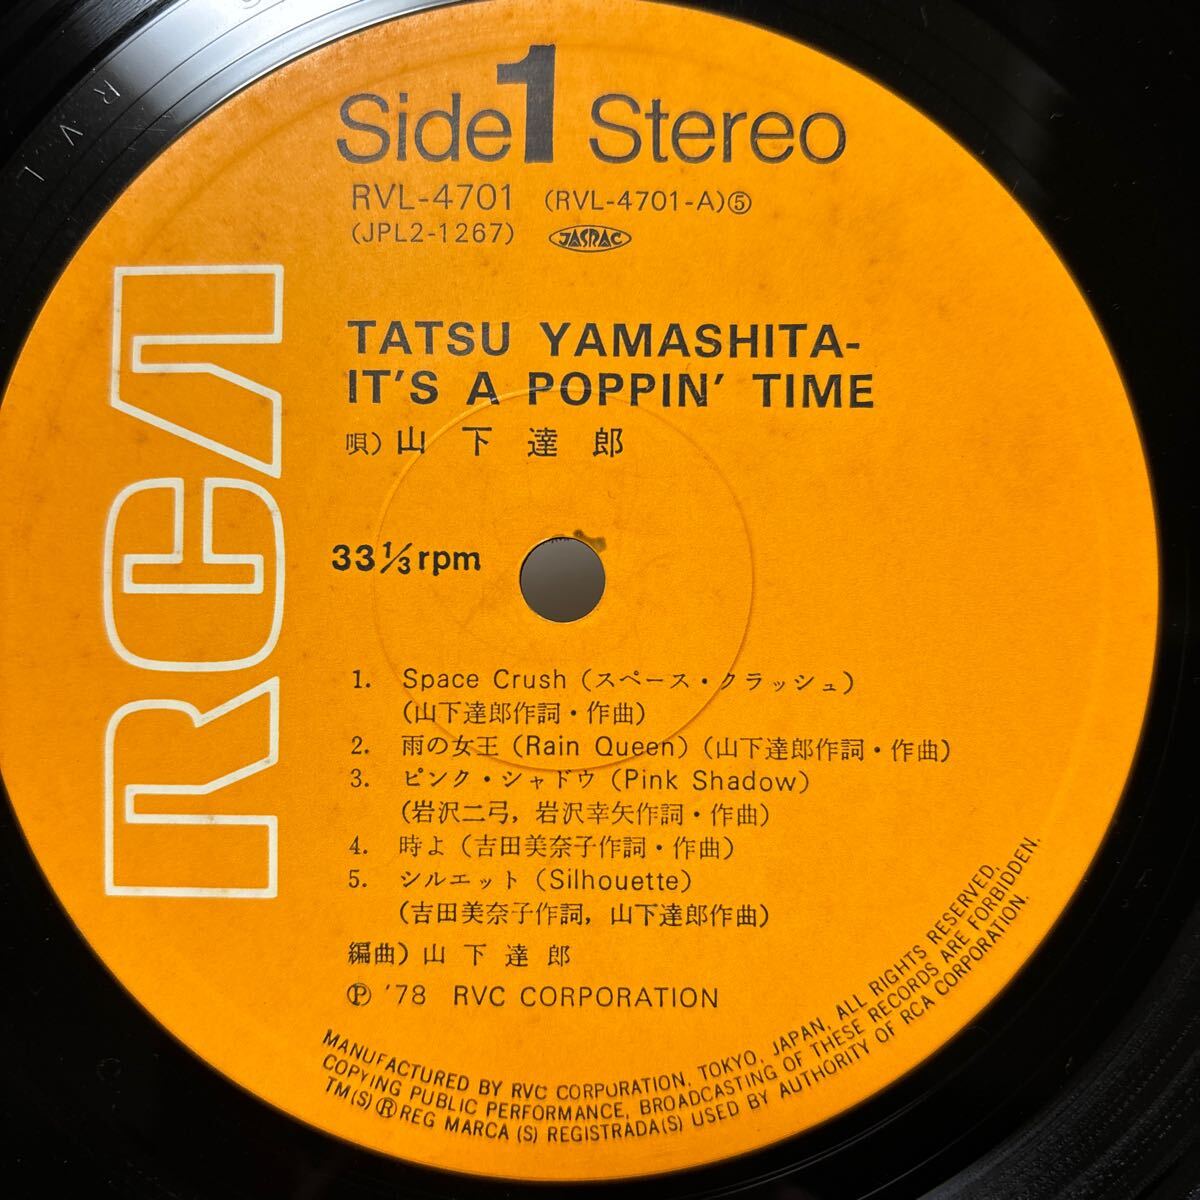 R V L
Side 1 Stereo
RVL-4701 (RVL-4701-A)⑤
(JPL2-1267) JASRAC
RCA
TATSU YAMASHITA-
IT'S A POPPIN' TIME
唄) 山下達郎
33 1/3 rpm
1. Space Crush (スペース・クラッシュ)
(山下達郎作詞・作曲)
2. 雨の女王 (Rain Queen) (山下達郎作詞・作曲)
3. ピンク・シャドウ (Pink Shadow)
(岩沢二弓, 岩沢幸矢作詞・作曲)
4. 時よ (吉田美奈子作詞・作曲)
5. シルエット (Silhouette)
(吉田美奈子作詞, 山下達郎作曲)
編曲) 山下達郎
Ⓟ '78 RVC CORPORATION
MANUFACTURED BY RVC CORPORATION, TOKYO, JAPAN, ALL RIGHTS RESERVED.
COPYING PUBLIC PERFORMANCE, BROADCASTING OF THESE RECORDS ARE FORBIDDEN.
TM(S) ® REG MARCA (S) REGISTRADA(S) USED BY AUTHORITY OF RCA CORPORATION.